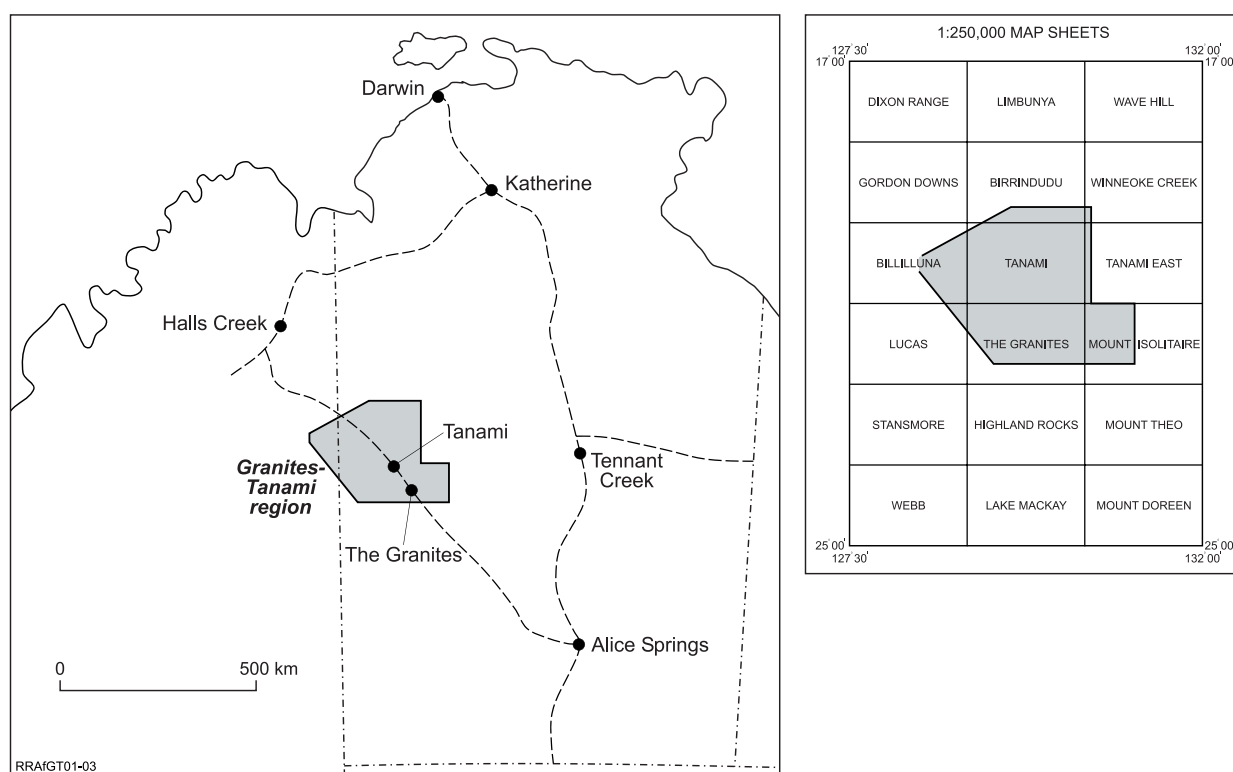 Darwin
Katherine
Halls Creek
Tanami
Granites-
Tanami
region
The Granites
Tennant
Creek
Alice Springs
0 500 km
RRAfGT01-03
1:250,000 MAP SHEETS
127°30' 132°00'
17°00' 17°00'
DIXON RANGE LIMBUNYA WAVE HILL
GORDON DOWNS BIRRINDUDU WINNEOKE CREEK
BILLILLUNA TANAMI TANAMI EAST
LUCAS THE GRANITES MOUNT ISOLITAIRE
STANSMORE HIGHLAND ROCKS MOUNT THEO
WEBB LAKE MACKAY MOUNT DOREEN
25°00' 25°00'
127°30' 132°00'